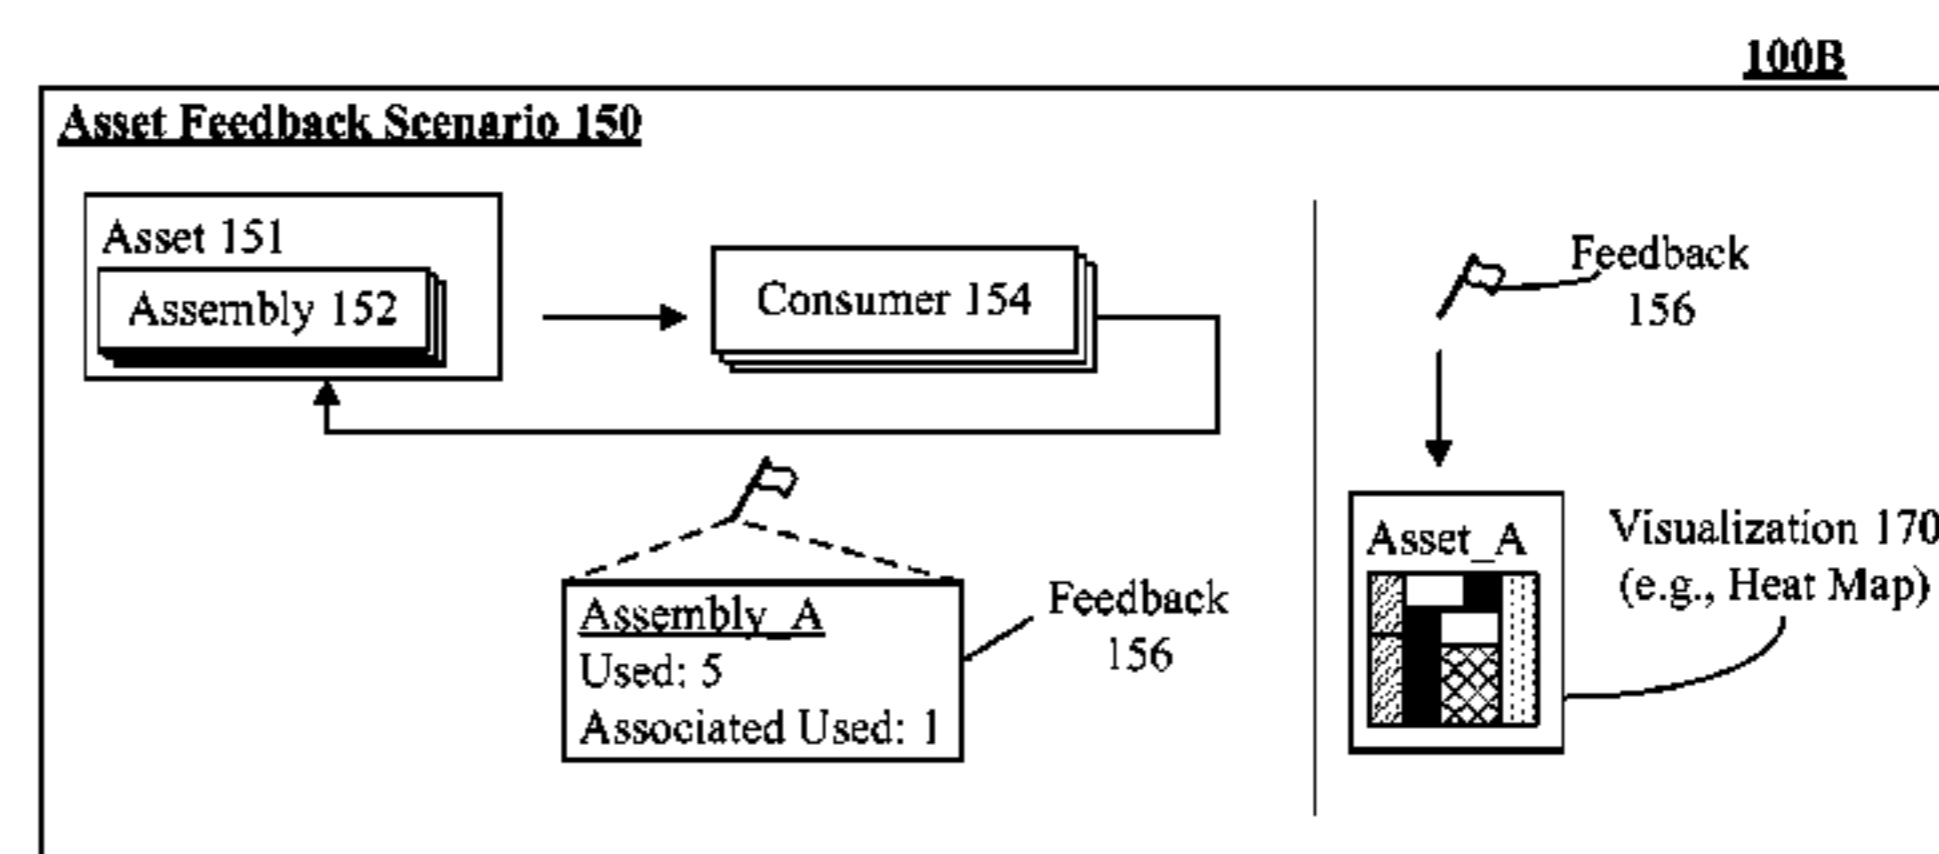 100B
Asset Feedback Scenario 150
Asset 151
Assembly 152
Consumer 154
Assembly_A
Used: 5
Associated Used: 1
Feedback
156
Feedback
156
Asset_A
Visualization 170
(e.g., Heat Map)